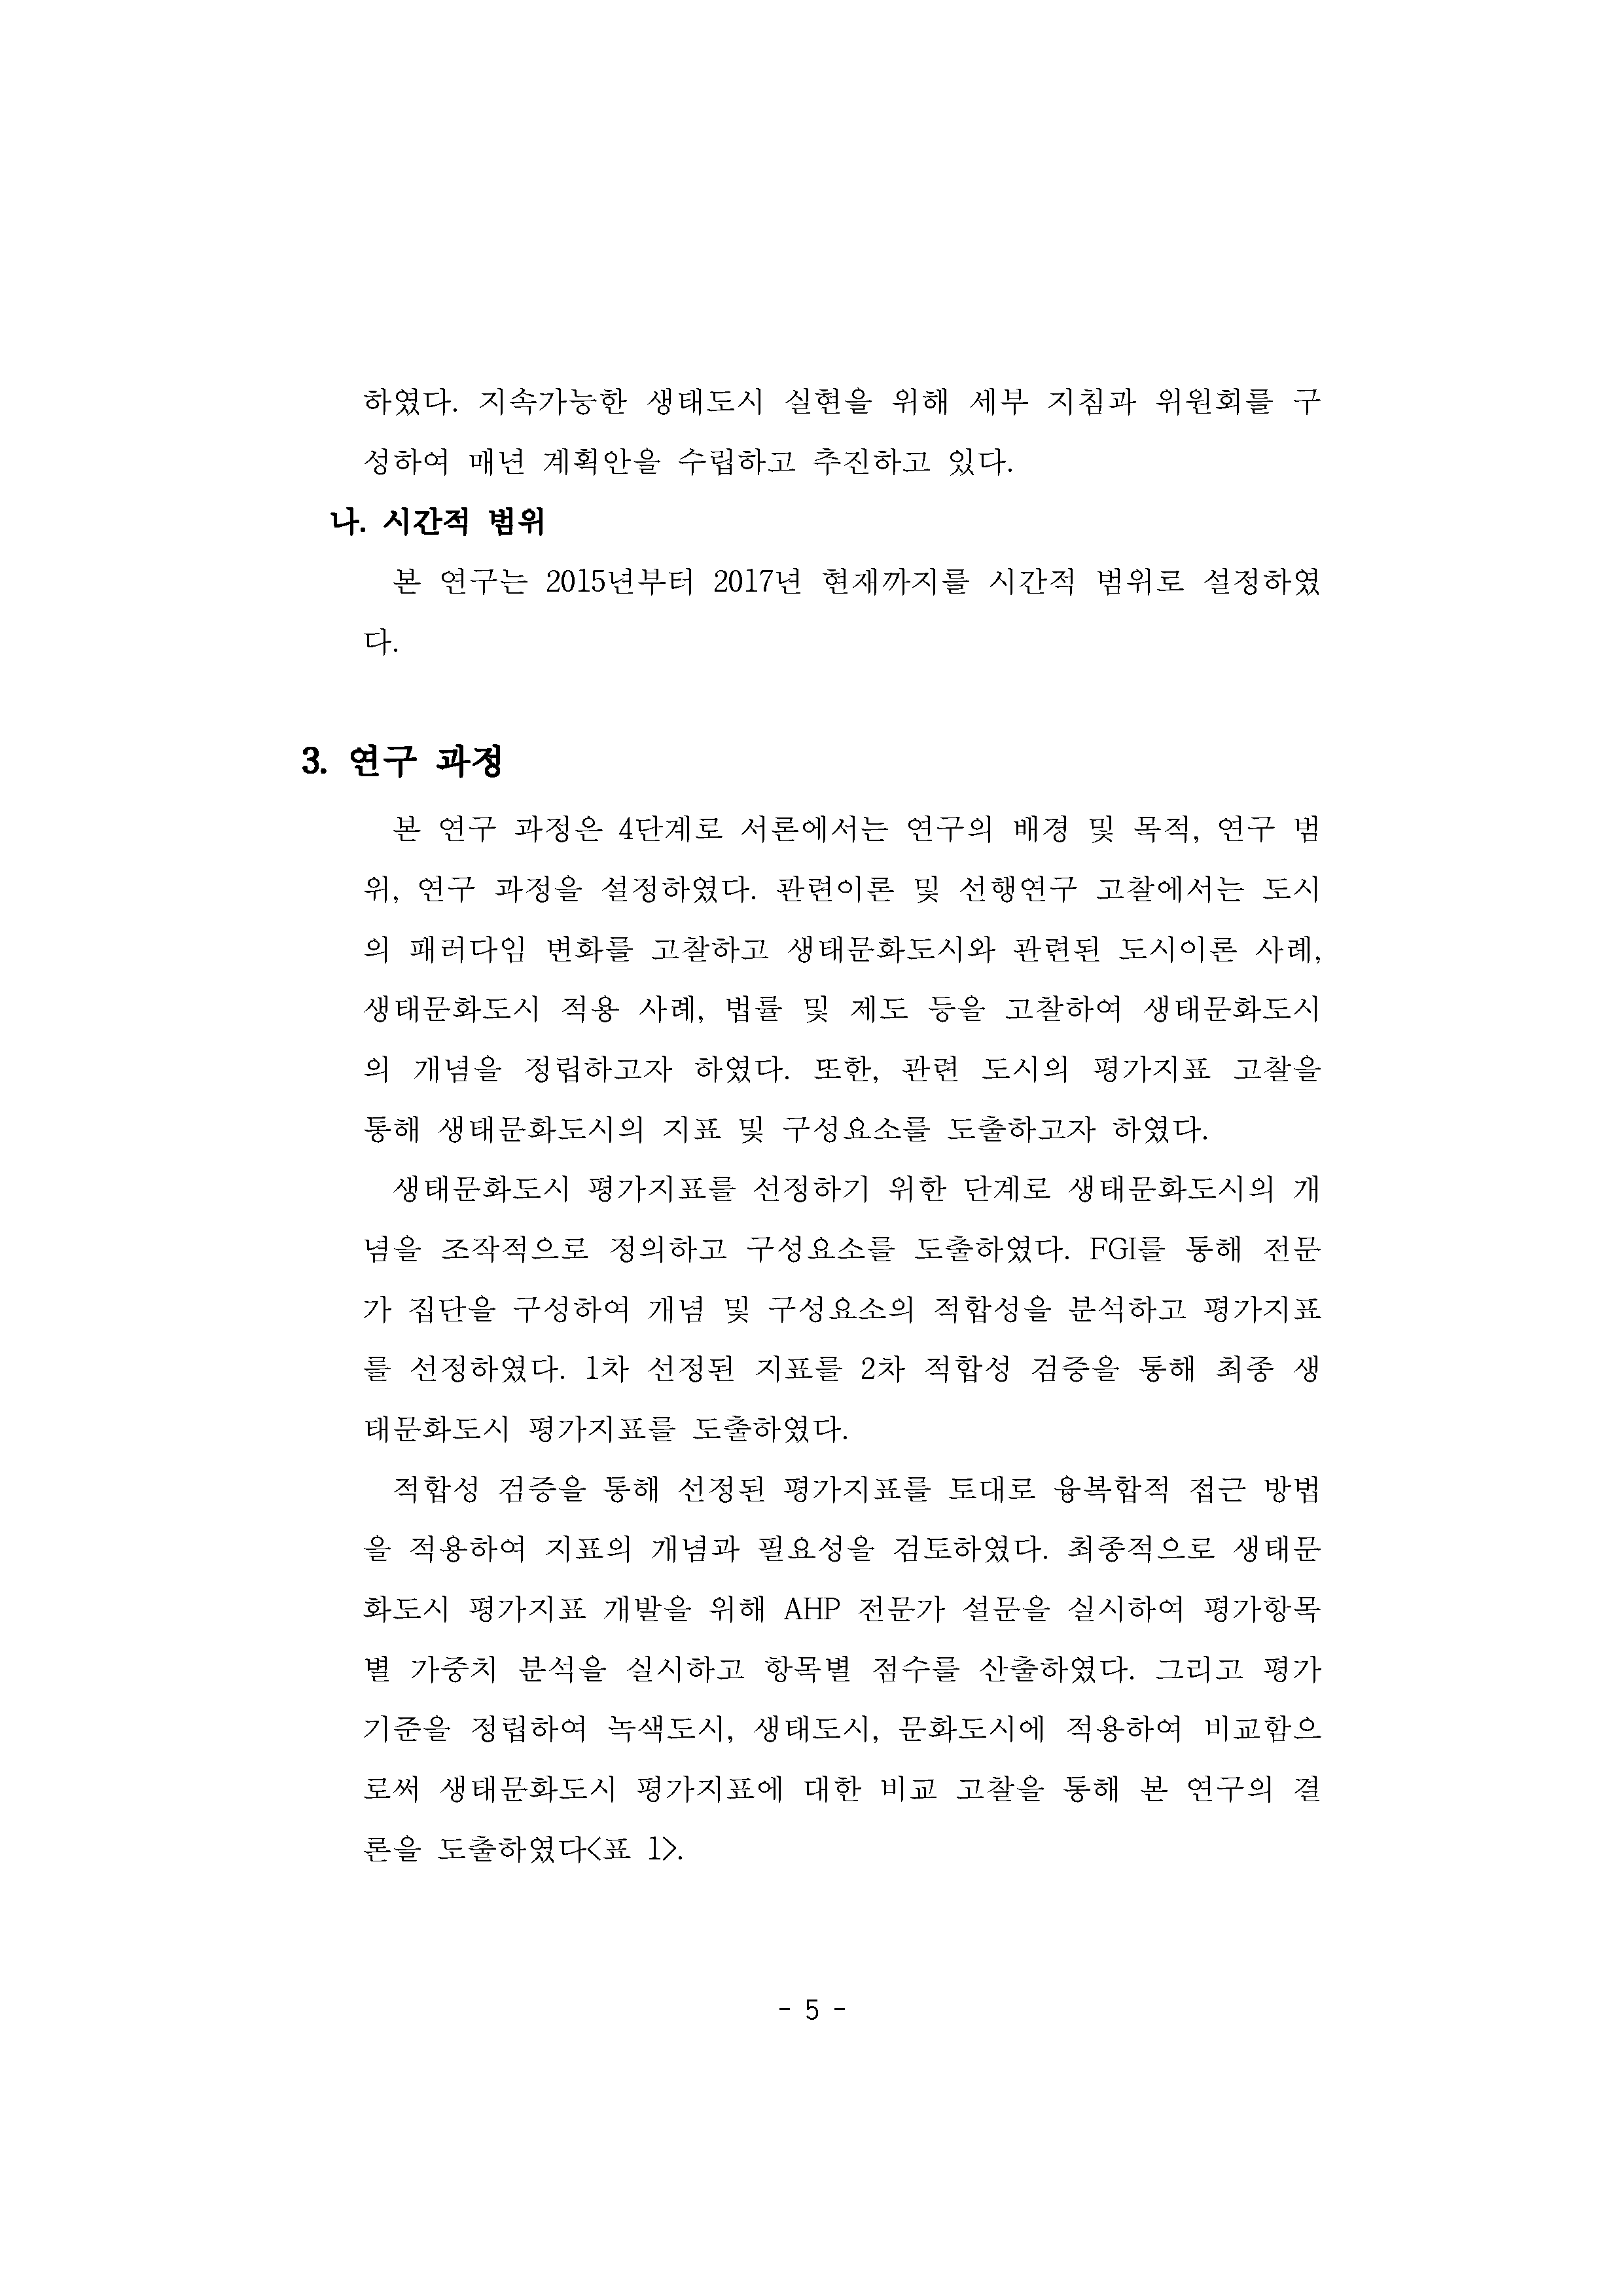 하였다. 지속가능한 생태도시 실현을 위해 세부 지침과 위원회를 구
성하여 매년 계획안을 수립하고 추진하고 있다.
나. 시간적 범위
본 연구는 2015년부터 2017년 현재까지를 시간적 범위로 설정하였
다.
3. 연구 과정
본 연구 과정은 4단계로 서론에서는 연구의 배경 및 목적, 연구 범
위, 연구 과정을 설정하였다. 관련이론 및 선행연구 고찰에서는 도시
의 패러다임 변화를 고찰하고 생태문화도시와 관련된 도시이론 사례,
생태문화도시 적용 사례, 법률 및 제도 등을 고찰하여 생태문화도시
의 개념을 정립하고자 하였다. 또한, 관련 도시의 평가지표 고찰을
통해 생태문화도시의 지표 및 구성요소를 도출하고자 하였다.
생태문화도시 평가지표를 선정하기 위한 단계로 생태문화도시의 개
념을 조작적으로 정의하고 구성요소를 도출하였다. FGI를 통해 전문
가 집단을 구성하여 개념 및 구성요소의 적합성을 분석하고 평가지표
를 선정하였다. 1차 선정된 지표를 2차 적합성 검증을 통해 최종 생
태문화도시 평가지표를 도출하였다.
적합성 검증을 통해 선정된 평가지표를 토대로 융복합적 접근 방법
을 적용하여 지표의 개념과 필요성을 검토하였다. 최종적으로 생태문
화도시 평가지표 개발을 위해 AHP 전문가 설문을 실시하여 평가항목
별 가중치 분석을 실시하고 항목별 점수를 산출하였다. 그리고 평가
기준을 정립하여 녹색도시, 생태도시, 문화도시에 적용하여 비교함으
로써 생태문화도시 평가지표에 대한 비교 고찰을 통해 본 연구의 결
론을 도출하였다<표 1>.
- 5 -